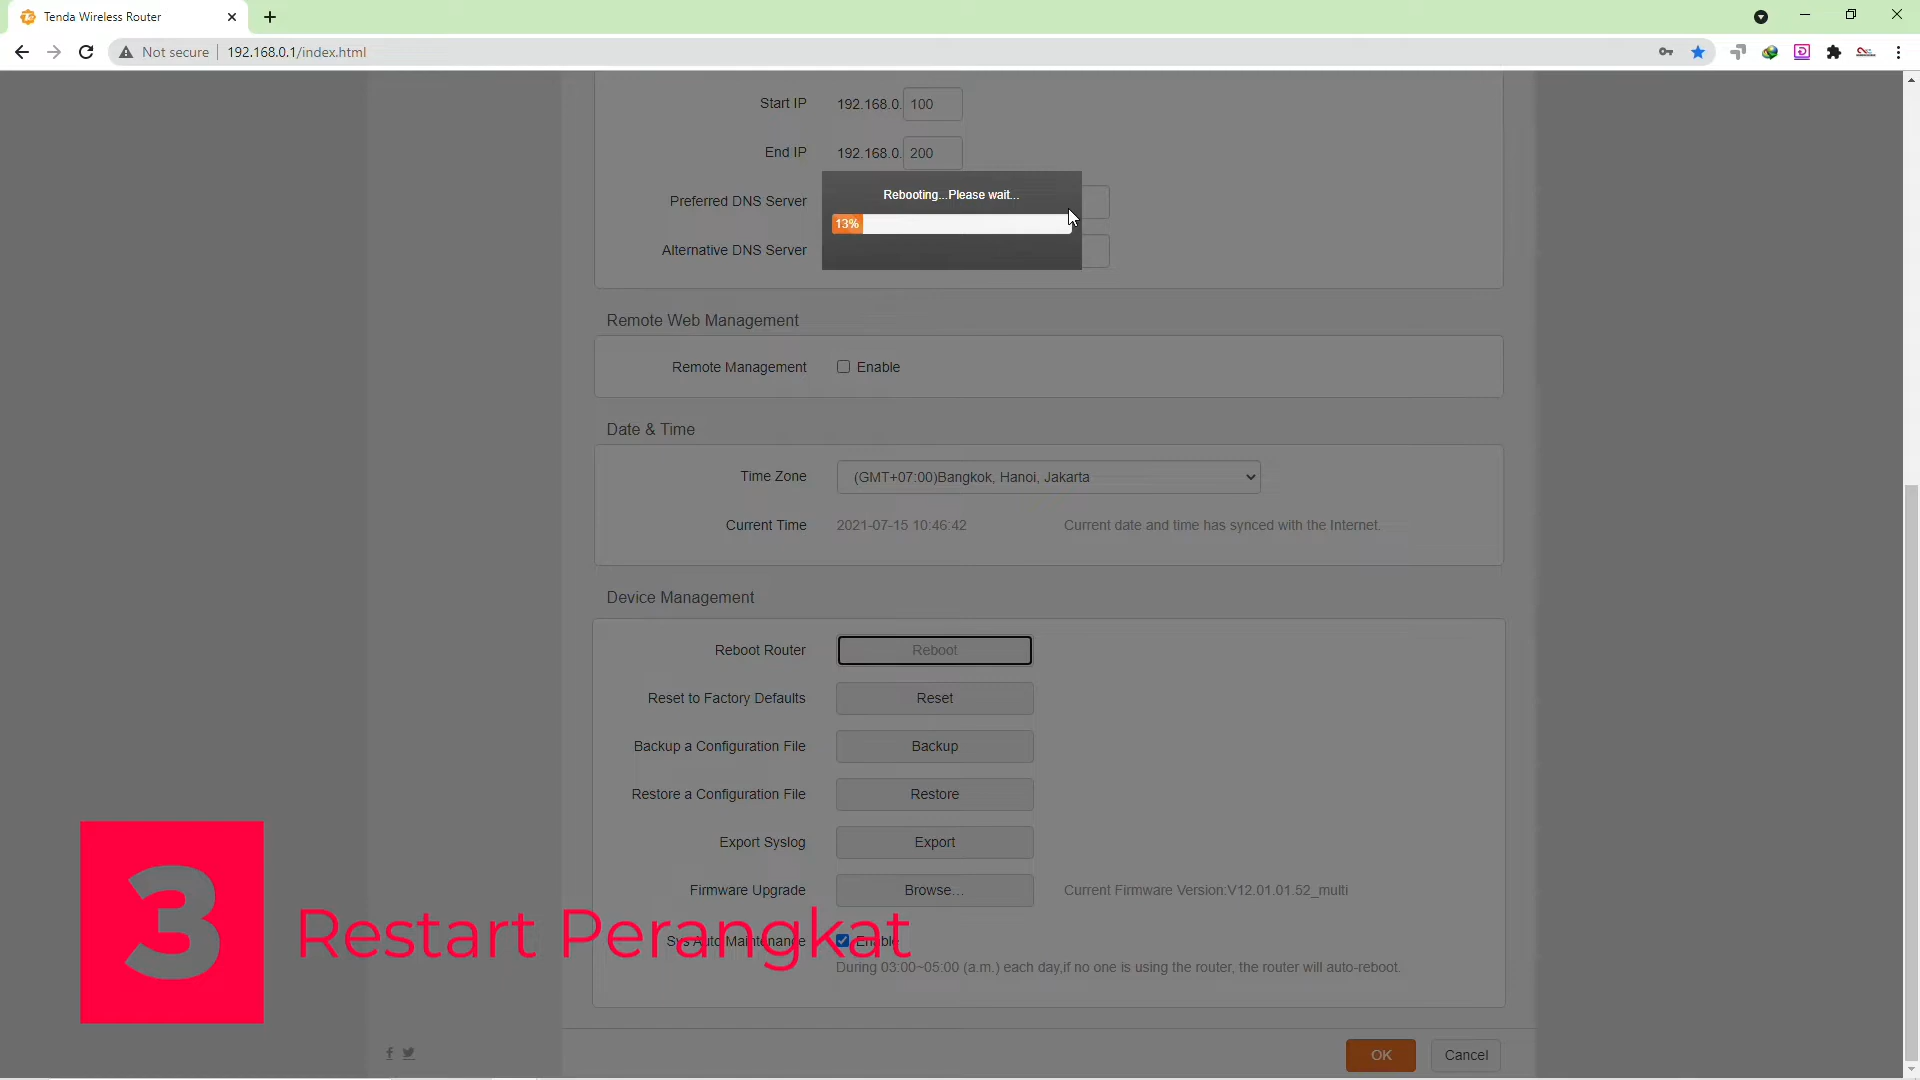 Tenda Wireless Router
Not secure
192.168.0.1/index.html
Start IP 192.168.0. 100
End IP 192.168.0. 200
Rebooting...Please wait...
Preferred DNS Server
13%
Alternative DNS Server
Remote Web Management
Remote Management Enable
Date & Time
Time Zone (GMT+07:00)Bangkok, Hanoi, Jakarta
Current Time 2021-07-15 10:46:42 Current date and time has synced with the Internet.
Device Management
Reboot Router Reboot
Reset to Factory Defaults Reset
Backup a Configuration File Backup
Restore a Configuration File Restore
Export Syslog Export
Firmware Upgrade Browse... Current Firmware Version:V12.01.01.52_multi
3 Restart Perangkat
Sys Auto Maintenance Enable
During 03:00~05:00 (a.m.) each day,if no one is using the router, the router will auto-reboot.
OK Cancel